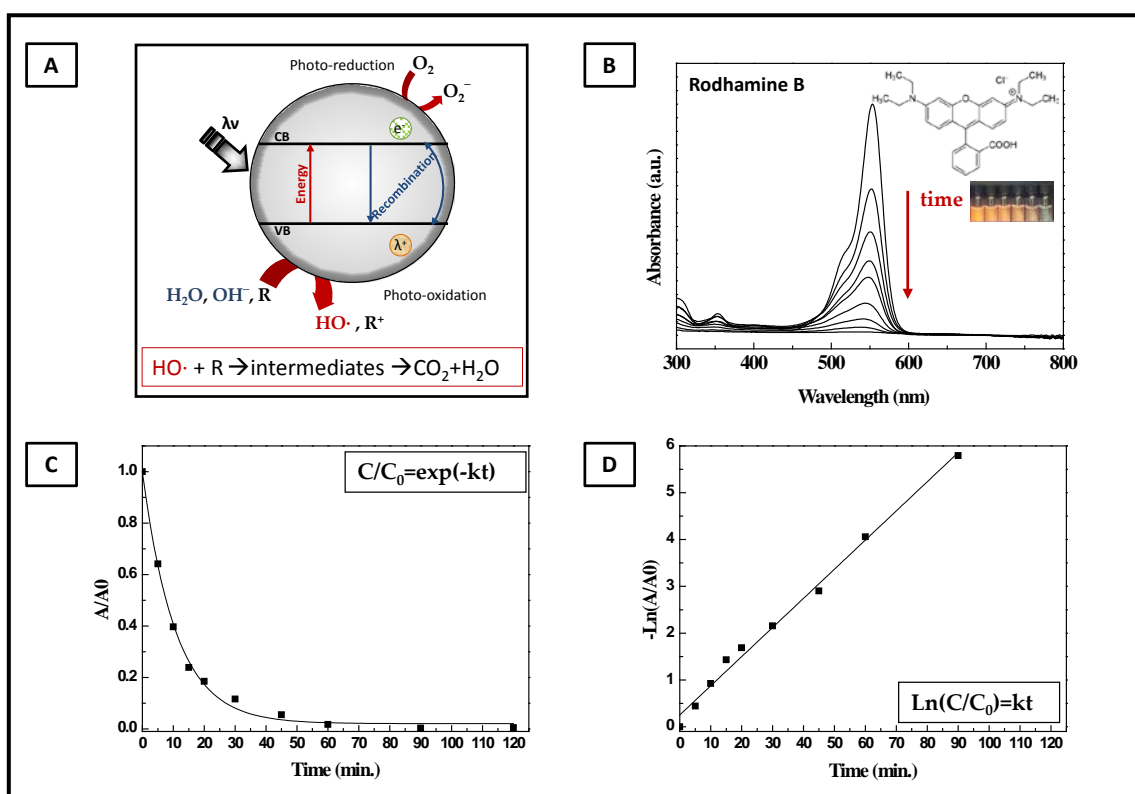 A
Photo-reduction
O₂
O₂⁻
λν
CB
e⁻
Energy
Recombination
VB
λ⁺
H₂O, OH⁻, R
Photo-oxidation
HO· , R⁺
HO· + R →intermediates →CO₂+H₂O
B
Rodhamine B
H₃C
CH₃
Cl⁻
H₃C
N
O
N
CH₃
COOH
time
Absorbance (a.u.)
300 400 500 600 700 800
Wavelength (nm)
C
C/C₀=exp(-kt)
A/A0
1.0
0.8
0.6
0.4
0.2
0.0
0 10 20 30 40 50 60 70 80 90 100 110 120
Time (min.)
D
-Ln(A/A0)
6
5
4
3
2
1
0
Ln(C/C₀)=kt
0 10 20 30 40 50 60 70 80 90 100 110 120
Time (min.)